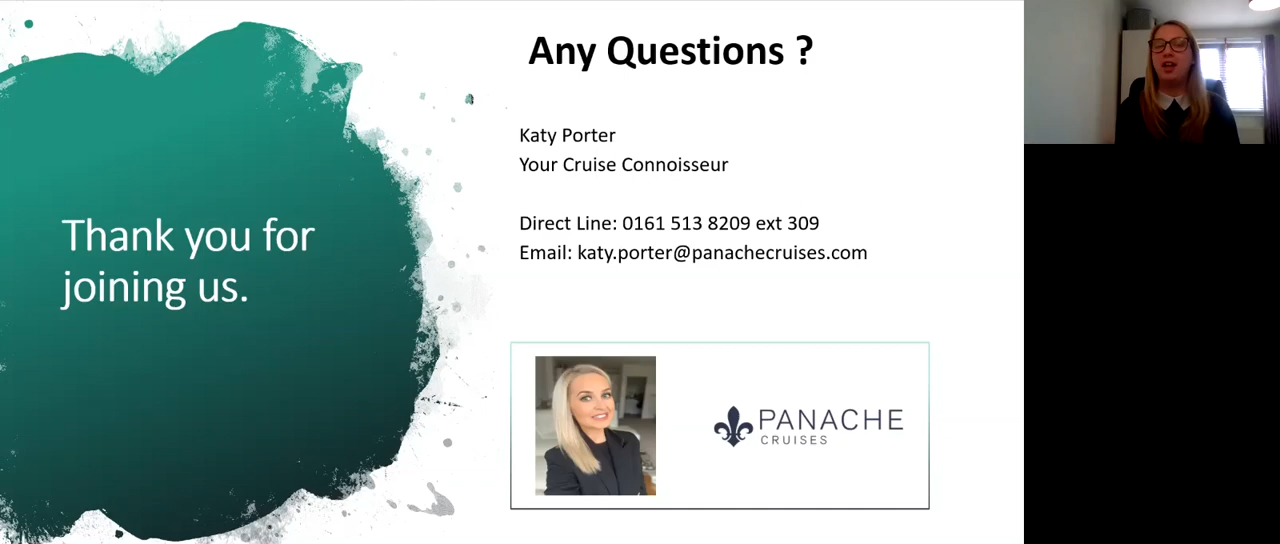 Thank you for
joining us.
Any Questions ?
Katy Porter
Your Cruise Connoisseur
Direct Line: 0161 513 8209 ext 309
Email: katy.porter@panachecruises.com
PANACHE
CRUISES